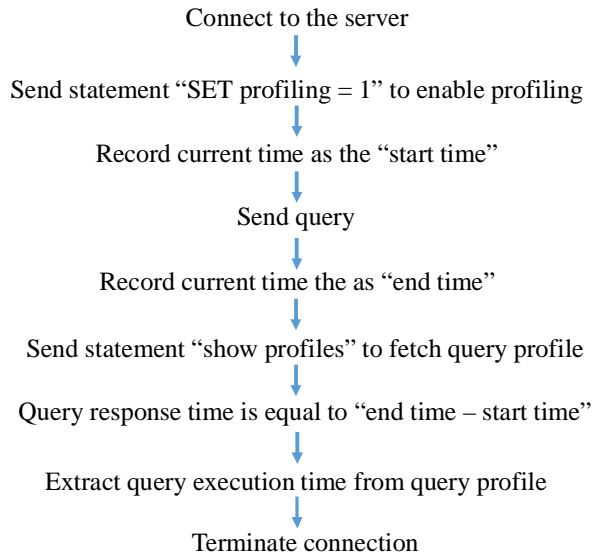 Connect to the server
Send statement “SET profiling = 1” to enable profiling
Record current time as the “start time”
Send query
Record current time the as “end time”
Send statement “show profiles” to fetch query profile
Query response time is equal to “end time – start time”
Extract query execution time from query profile
Terminate connection